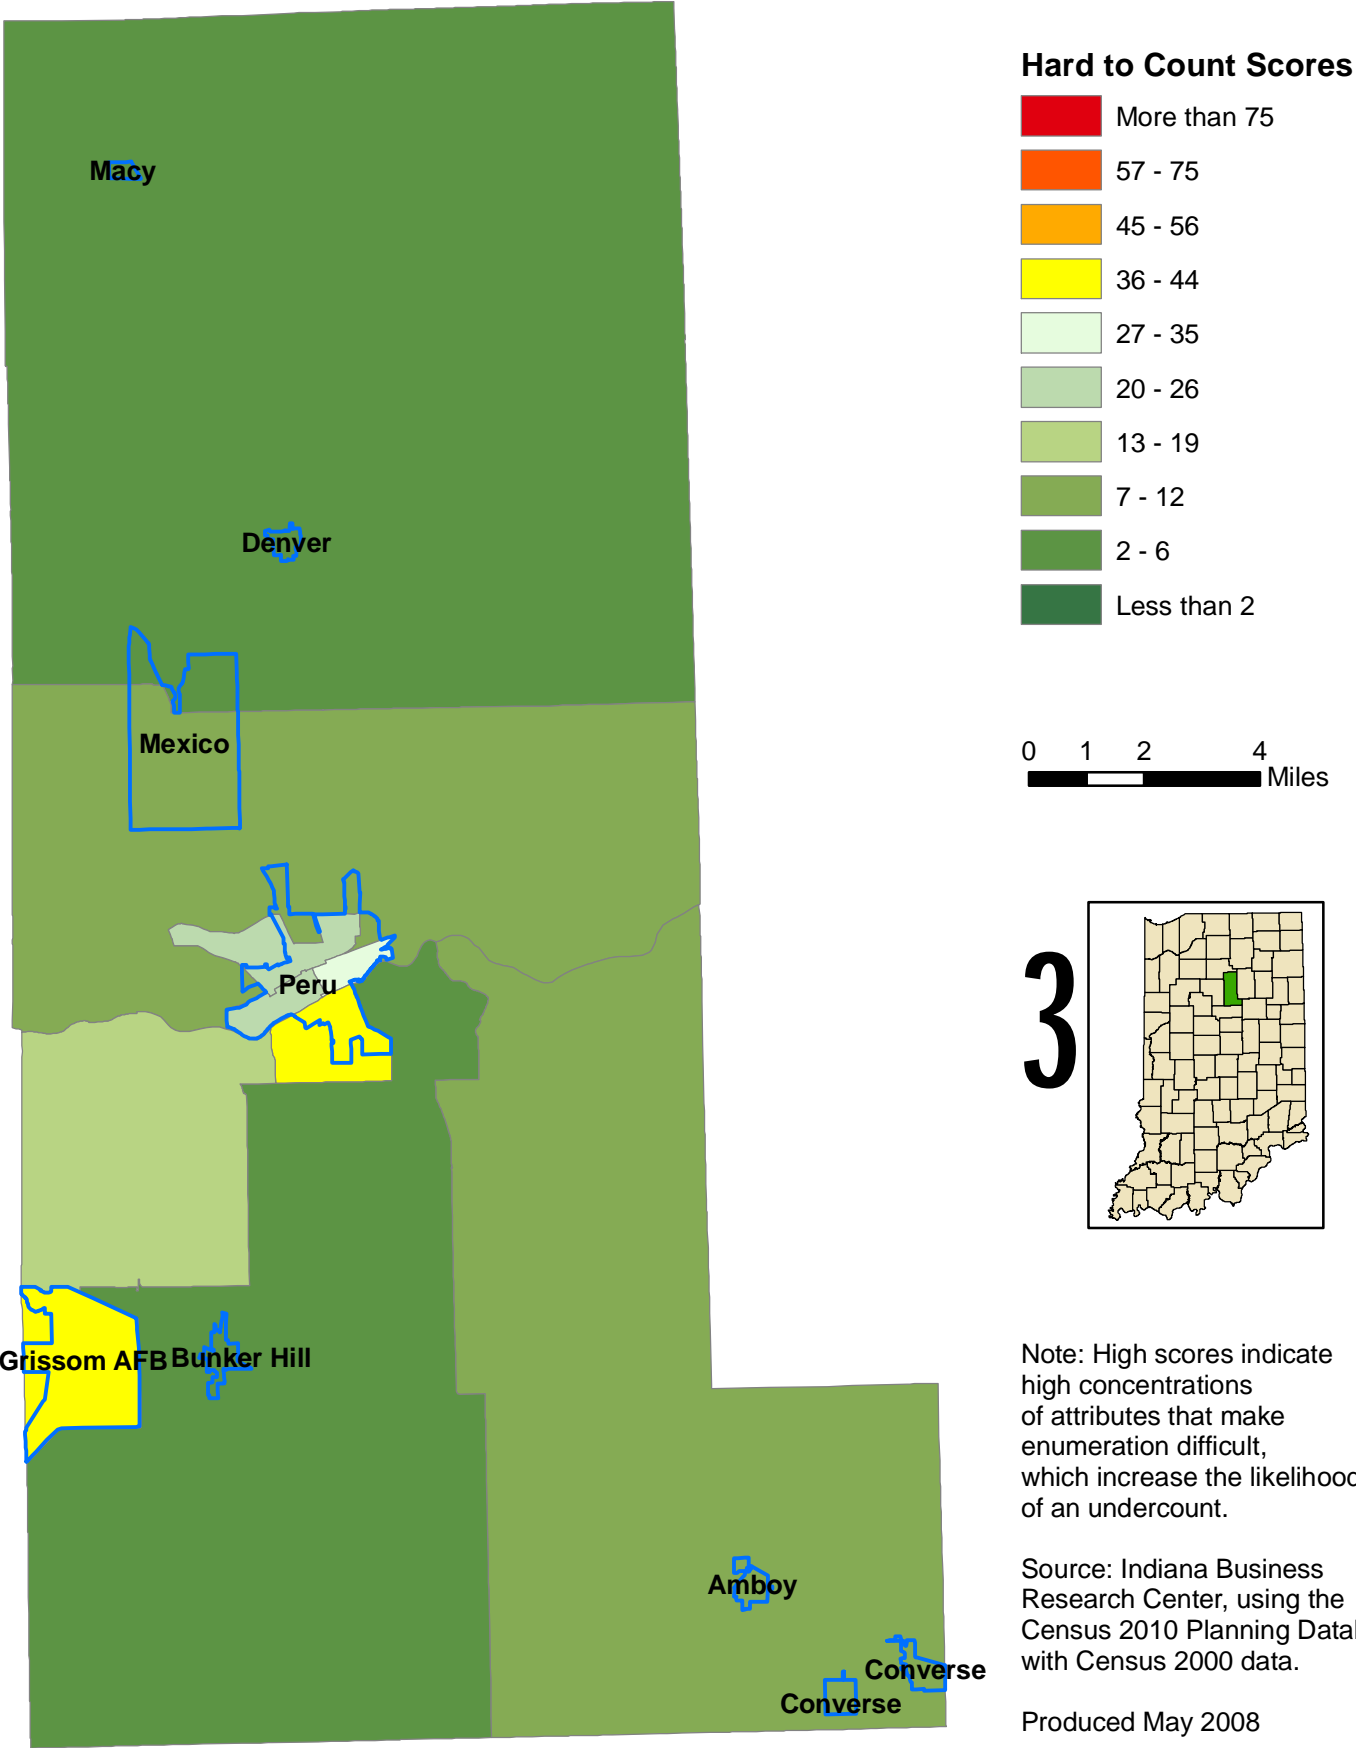 Hard to Count Scores
More than 75
57 - 75
45 - 56
36 - 44
27 - 35
20 - 26
13 - 19
7 - 12
2 - 6
Less than 2
Macy
Denver
Mexico
Peru
Grissom AFB
Bunker Hill
Amboy
Converse
Converse
0 1 2 4
Miles
3
Note: High scores indicate
high concentrations
of attributes that make
enumeration difficult,
which increase the likelihood
of an undercount.
Source: Indiana Business
Research Center, using the
Census 2010 Planning
with Census 2000 data.
Produced May 2008